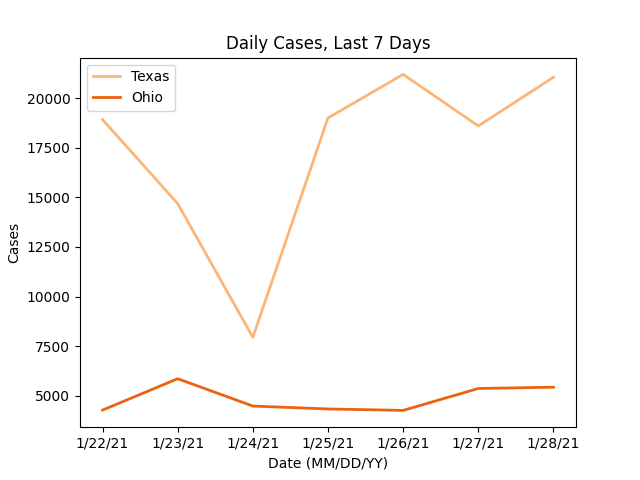 Daily Cases, Last 7 Days
Texas
Ohio
20000
17500
15000
12500
10000
7500
5000
Cases
1/22/21 1/23/21 1/24/21 1/25/21 1/26/21 1/27/21 1/28/21
Date (MM/DD/YY)